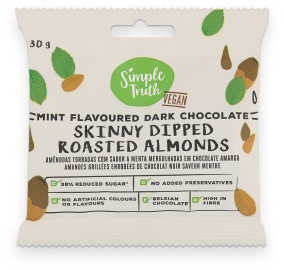 30 g
Simple
Truth
VEGAN
MINT FLAVOURED DARK CHOCOLATE
SKINNY DIPPED
ROASTED ALMONDS
AMÊNDOAS TORRADAS COM SABOR A MENTA MERGULHADAS EM CHOCOLATE AMARGO
AMANDES GRILLÉES ENROBÉES DE CHOCOLAT NOIR SAVEUR MENTHE
38% REDUCED SUGAR*
NO ADDED PRESERVATIVES
NO ARTIFICIAL COLOURS
OR FLAVOURS
BELGIAN
CHOCOLATE
HIGH IN
FIBRE